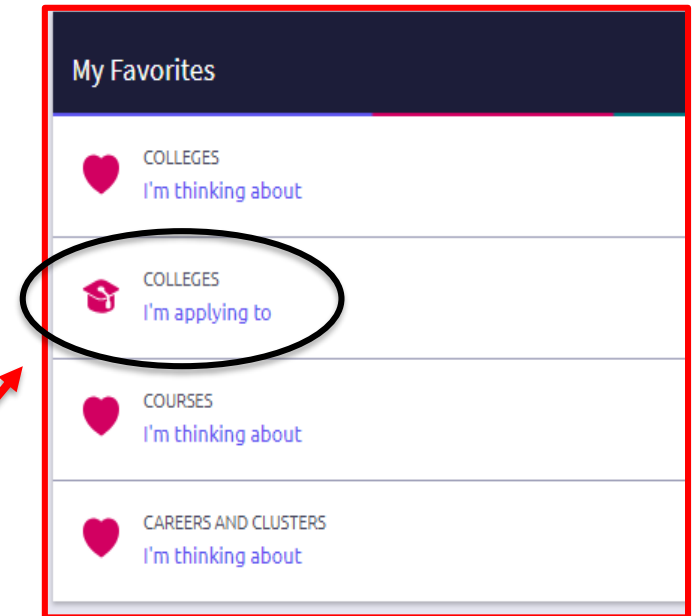 My Favorites
COLLEGES
I'm thinking about
COLLEGES
I'm applying to
COURSES
I'm thinking about
CAREERS AND CLUSTERS
I'm thinking about